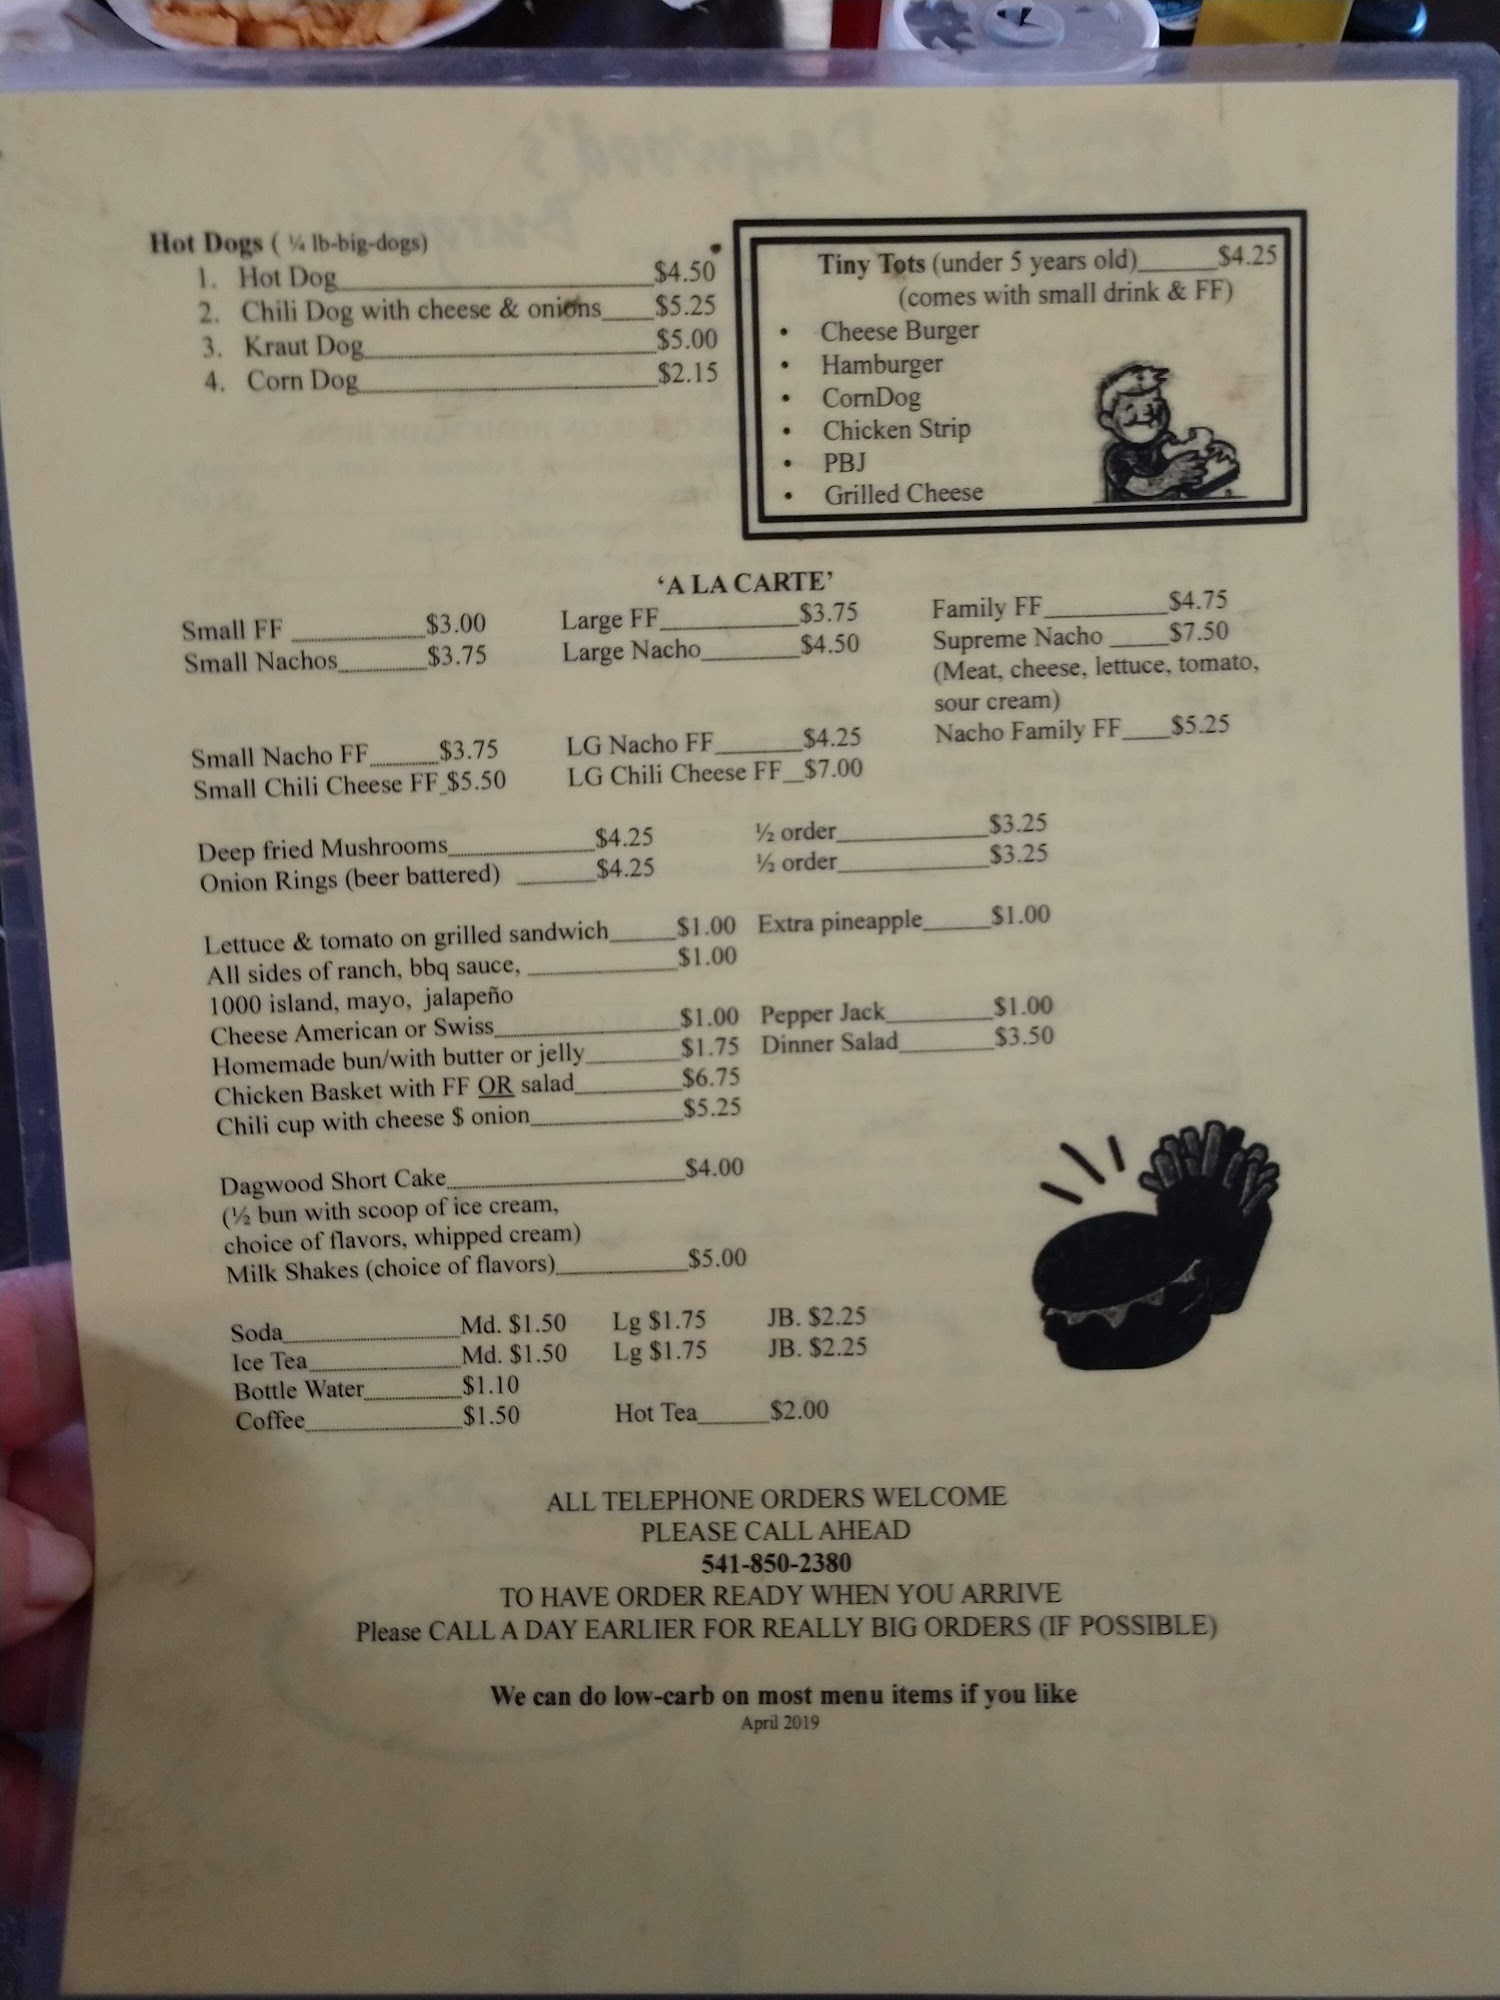 Dagwood's
Hot Dogs ( ¼ lb-big-dogs)
1. Hot Dog $4.50
2. Chili Dog with cheese & onions $5.25
3. Kraut Dog $5.00
4. Corn Dog $2.15
Tiny Tots (under 5 years old) $4.25
(comes with small drink & FF)
• Cheese Burger
• Hamburger
• CornDog
• Chicken Strip
• PBJ
• Grilled Cheese
‘A LA CARTE’
Small FF $3.00 Large FF $3.75 Family FF $4.75
Small Nachos $3.75 Large Nacho $4.50 Supreme Nacho $7.50
(Meat, cheese, lettuce, tomato,
sour cream)
Small Nacho FF $3.75 LG Nacho FF $4.25 Nacho Family FF $5.25
Small Chili Cheese FF $5.50 LG Chili Cheese FF $7.00
Deep fried Mushrooms $4.25 ½ order $3.25
Onion Rings (beer battered) $4.25 ½ order $3.25
Lettuce & tomato on grilled sandwich $1.00 Extra pineapple $1.00
All sides of ranch, bbq sauce, $1.00
1000 island, mayo, jalapeño
Cheese American or Swiss $1.00 Pepper Jack $1.00
Homemade bun/with butter or jelly $1.75 Dinner Salad $3.50
Chicken Basket with FF OR salad $6.75
Chili cup with cheese $ onion $5.25
Dagwood Short Cake $4.00
(½ bun with scoop of ice cream,
choice of flavors, whipped cream)
Milk Shakes (choice of flavors) $5.00
Soda Md. $1.50 Lg $1.75 JB. $2.25
Ice Tea Md. $1.50 Lg $1.75 JB. $2.25
Bottle Water $1.10
Coffee $1.50 Hot Tea $2.00
ALL TELEPHONE ORDERS WELCOME
PLEASE CALL AHEAD
541-850-2380
TO HAVE ORDER READY WHEN YOU ARRIVE
Please CALL A DAY EARLIER FOR REALLY BIG ORDERS (IF POSSIBLE)
We can do low-carb on most menu items if you like
April 2019